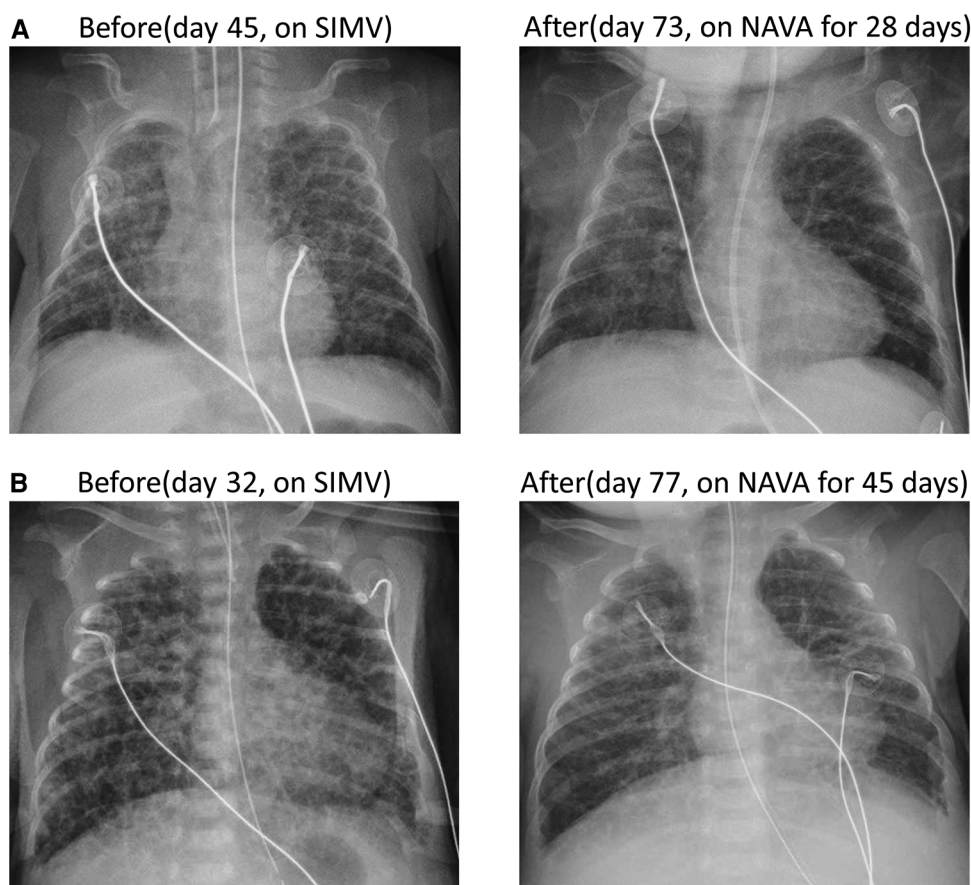 A
Before(day 45, on SIMV)
After(day 73, on NAVA for 28 days)
B
Before(day 32, on SIMV)
After(day 77, on NAVA for 45 days)